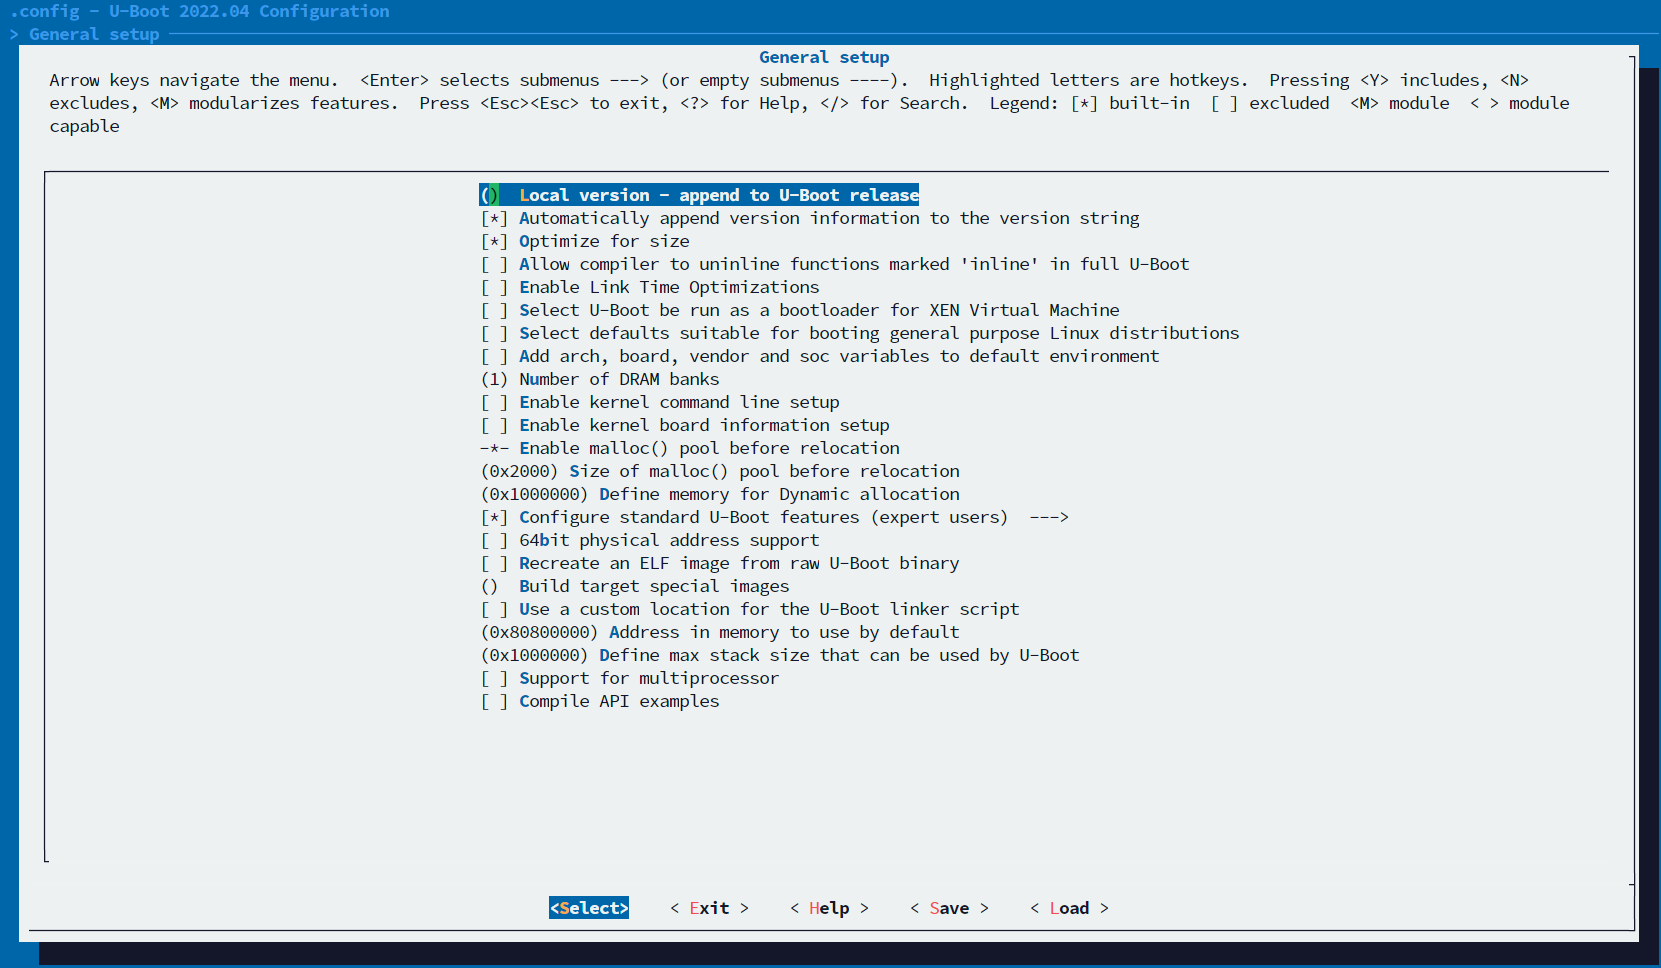 .config - U-Boot 2022.04 Configuration
> General setup
General setup
Arrow keys navigate the menu.  <Enter> selects submenus ---> (or empty submenus ----).  Highlighted letters are hotkeys.  Pressing <Y> includes, <N>
excludes, <M> modularizes features.  Press <Esc><Esc> to exit, <?> for Help, </> for Search.  Legend: [*] built-in  [ ] excluded  <M> module  < > module
capable
()  Local version - append to U-Boot release
[*] Automatically append version information to the version string
[*] Optimize for size
[ ] Allow compiler to uninline functions marked 'inline' in full U-Boot
[ ] Enable Link Time Optimizations
[ ] Select U-Boot be run as a bootloader for XEN Virtual Machine
[ ] Select defaults suitable for booting general purpose Linux distributions
[ ] Add arch, board, vendor and soc variables to default environment
(1) Number of DRAM banks
[ ] Enable kernel command line setup
[ ] Enable kernel board information setup
-*- Enable malloc() pool before relocation
(0x2000) Size of malloc() pool before relocation
(0x1000000) Define memory for Dynamic allocation
[*] Configure standard U-Boot features (expert users)  --->
[ ] 64bit physical address support
[ ] Recreate an ELF image from raw U-Boot binary
()  Build target special images
[ ] Use a custom location for the U-Boot linker script
(0x80800000) Address in memory to use by default
(0x1000000) Define max stack size that can be used by U-Boot
[ ] Support for multiprocessor
[ ] Compile API examples
<Select>    < Exit >    < Help >    < Save >    < Load >